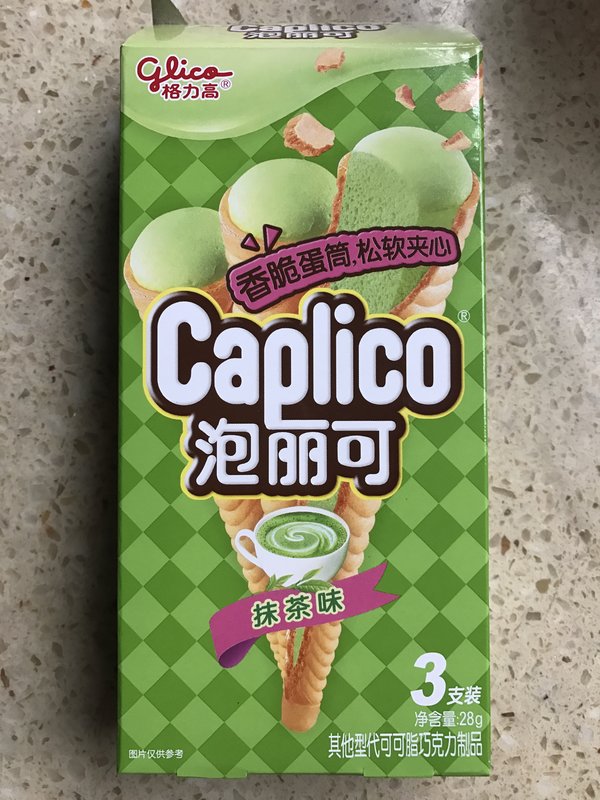 Caplico
泡丽可
Glico
格力高®
香脆蛋筒,松软夹心
Caplico®
泡丽可
抹茶味
3支装
净含量:28g
其他型代可可脂巧克力制品
图片仅供参考